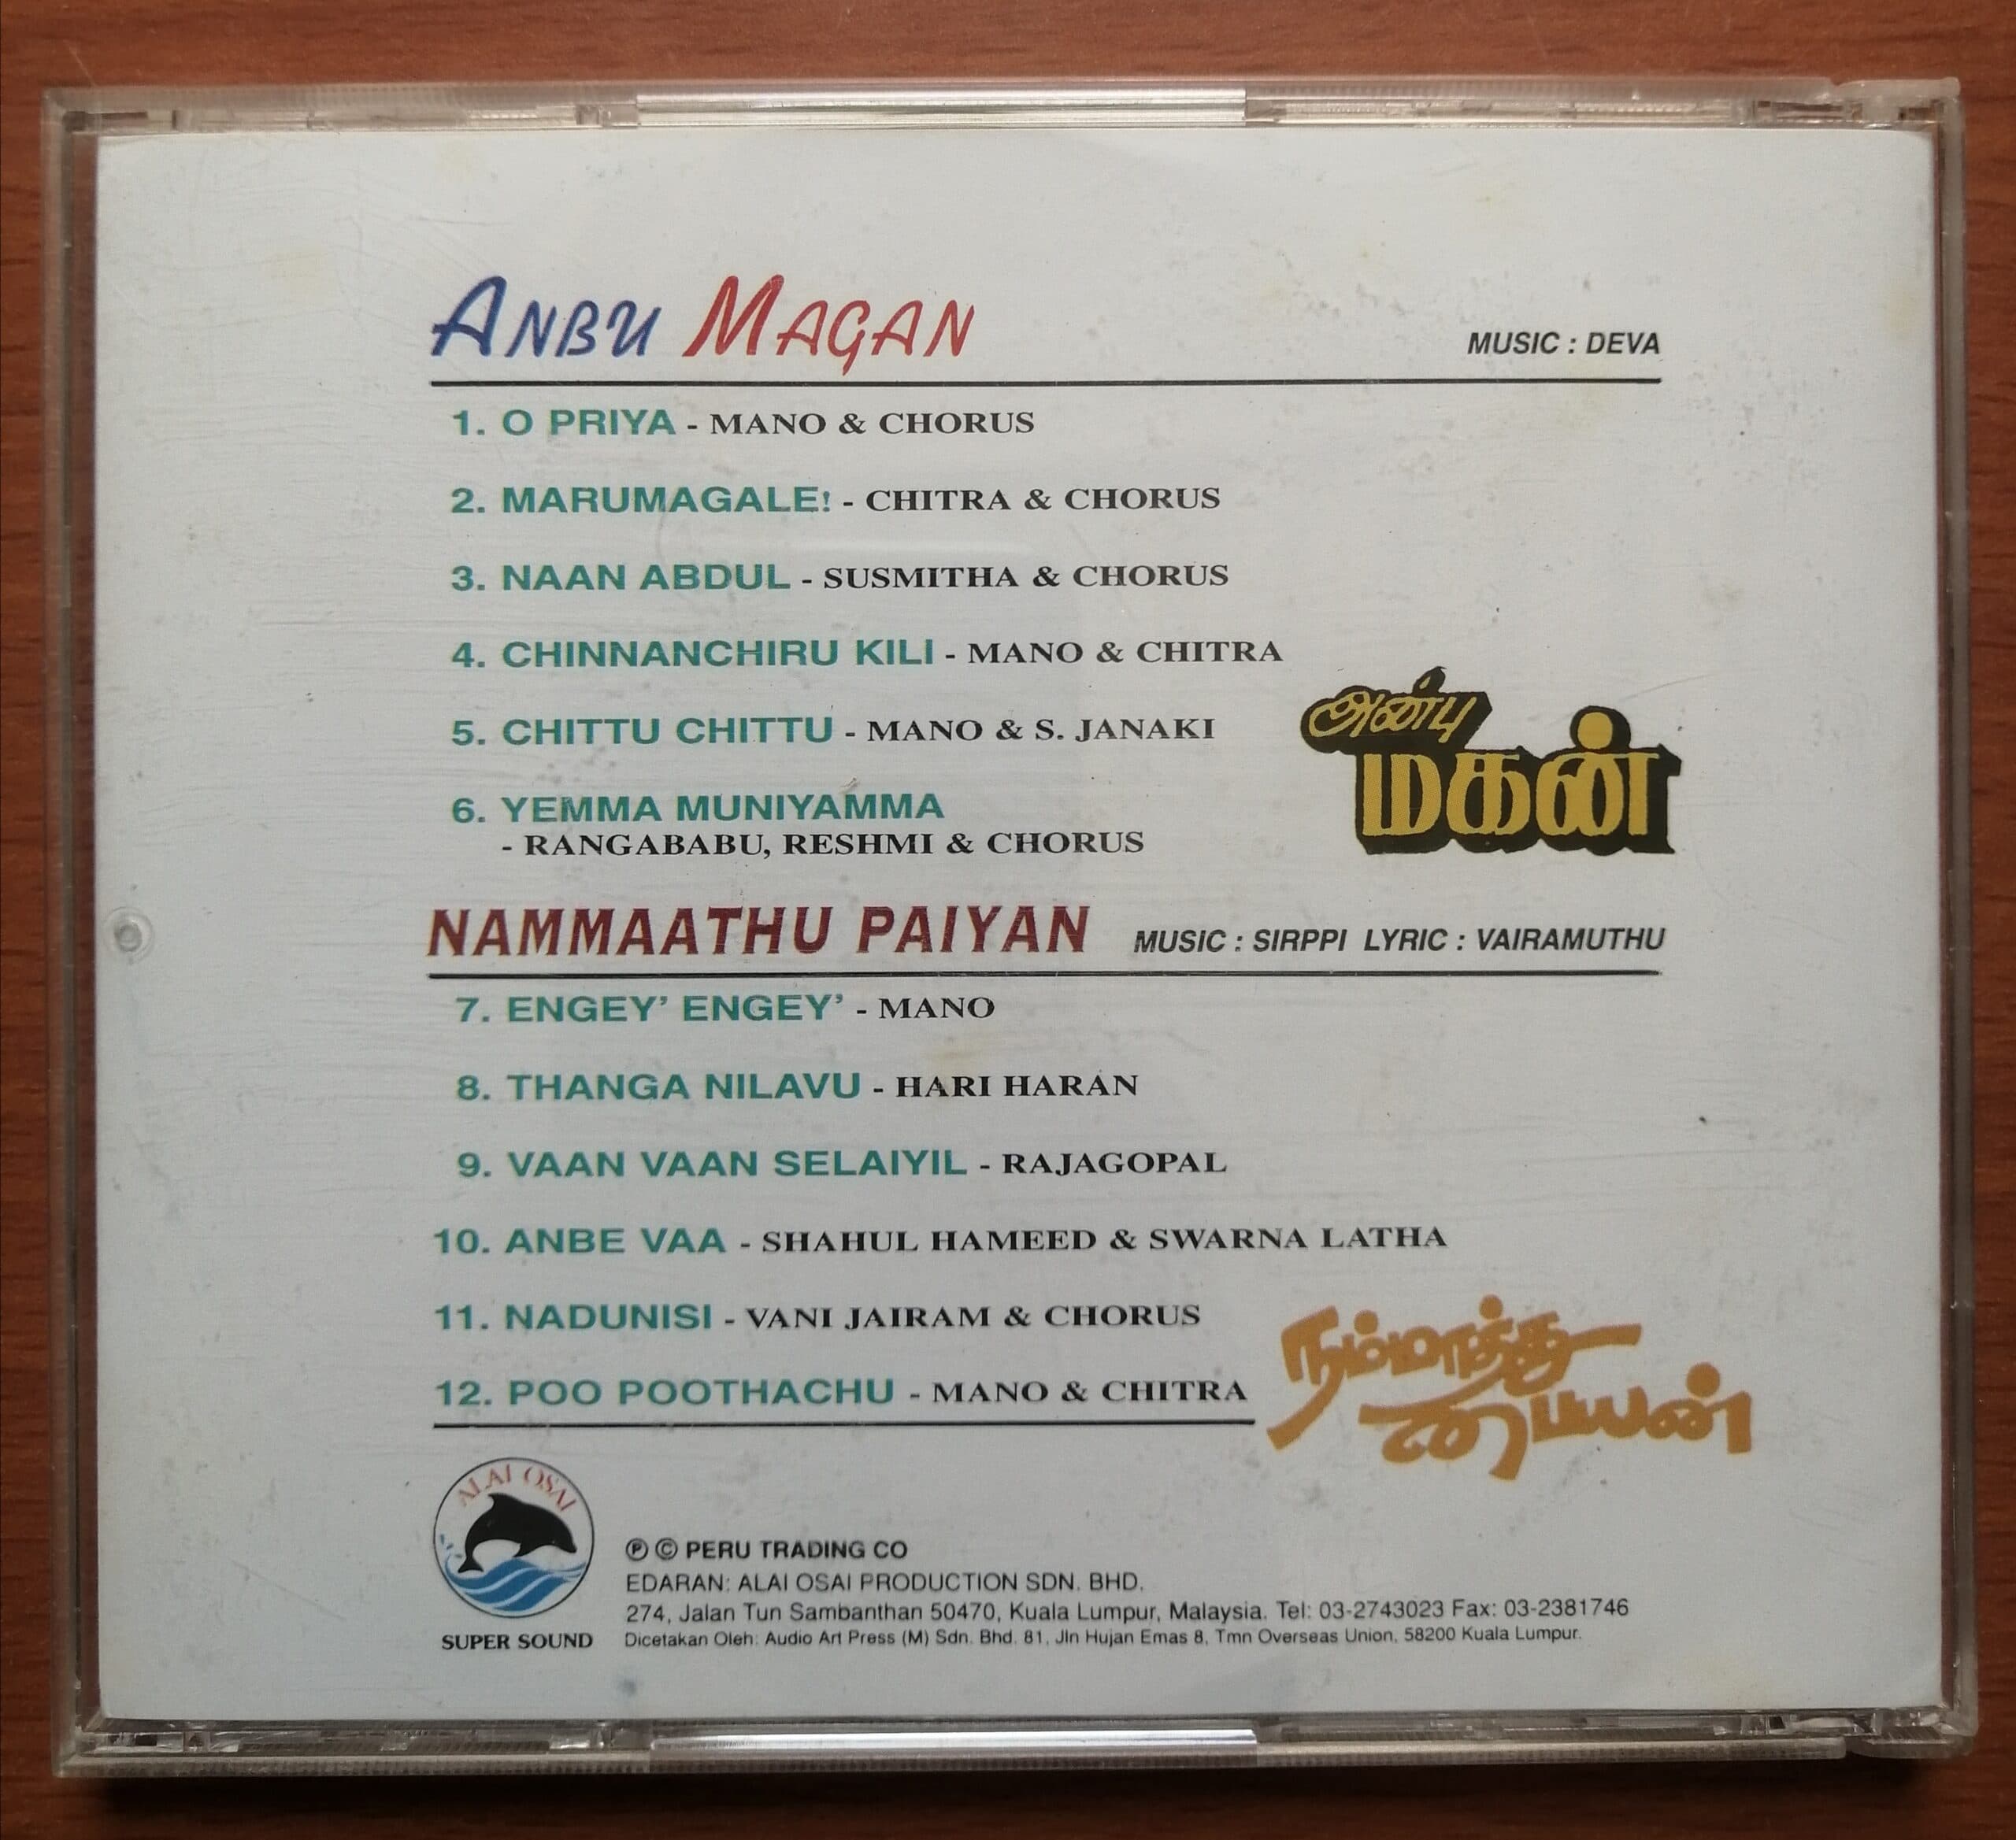 ANBU MAGAN
MUSIC : DEVA
1. O PRIYA - MANO & CHORUS
2. MARUMAGALE! - CHITRA & CHORUS
3. NAAN ABDUL - SUSMITHA & CHORUS
4. CHINNANCHIRU KILI - MANO & CHITRA
5. CHITTU CHITTU - MANO & S. JANAKI
6. YEMMA MUNIYAMMA
- RANGABABU, RESHMI & CHORUS
அன்பு
மகன்
NAMMAATHU PAIYAN MUSIC : SIRPPI LYRIC : VAIRAMUTHU
7. ENGEY' ENGEY' - MANO
8. THANGA NILAVU - HARI HARAN
9. VAAN VAAN SELAIYIL - RAJAGOPAL
10. ANBE VAA - SHAHUL HAMEED & SWARNA LATHA
11. NADUNISI - VANI JAIRAM & CHORUS
12. POO POOTHACHU - MANO & CHITRA
நம்மாத்து
பையன்
ALAI OSAI
SUPER SOUND
℗ © PERU TRADING CO
EDARAN: ALAI OSAI PRODUCTION SDN. BHD.
274, Jalan Tun Sambanthan 50470, Kuala Lumpur, Malaysia. Tel: 03-2743023 Fax: 03-2381746
Dicetakan Oleh: Audio Art Press (M) Sdn. Bhd. 81, Jln Hujan Emas 8, Tmn Overseas Union, 58200 Kuala Lumpur.